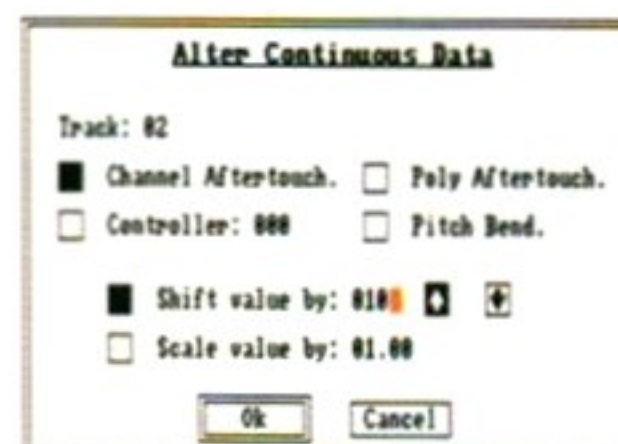 Alter Continuous Data
Track: 02
Channel Aftertouch. Poly Aftertouch.
Controller: 000 Pitch Bend.
Shift value by: 010
Scale value by: 01.00
Ok Cancel